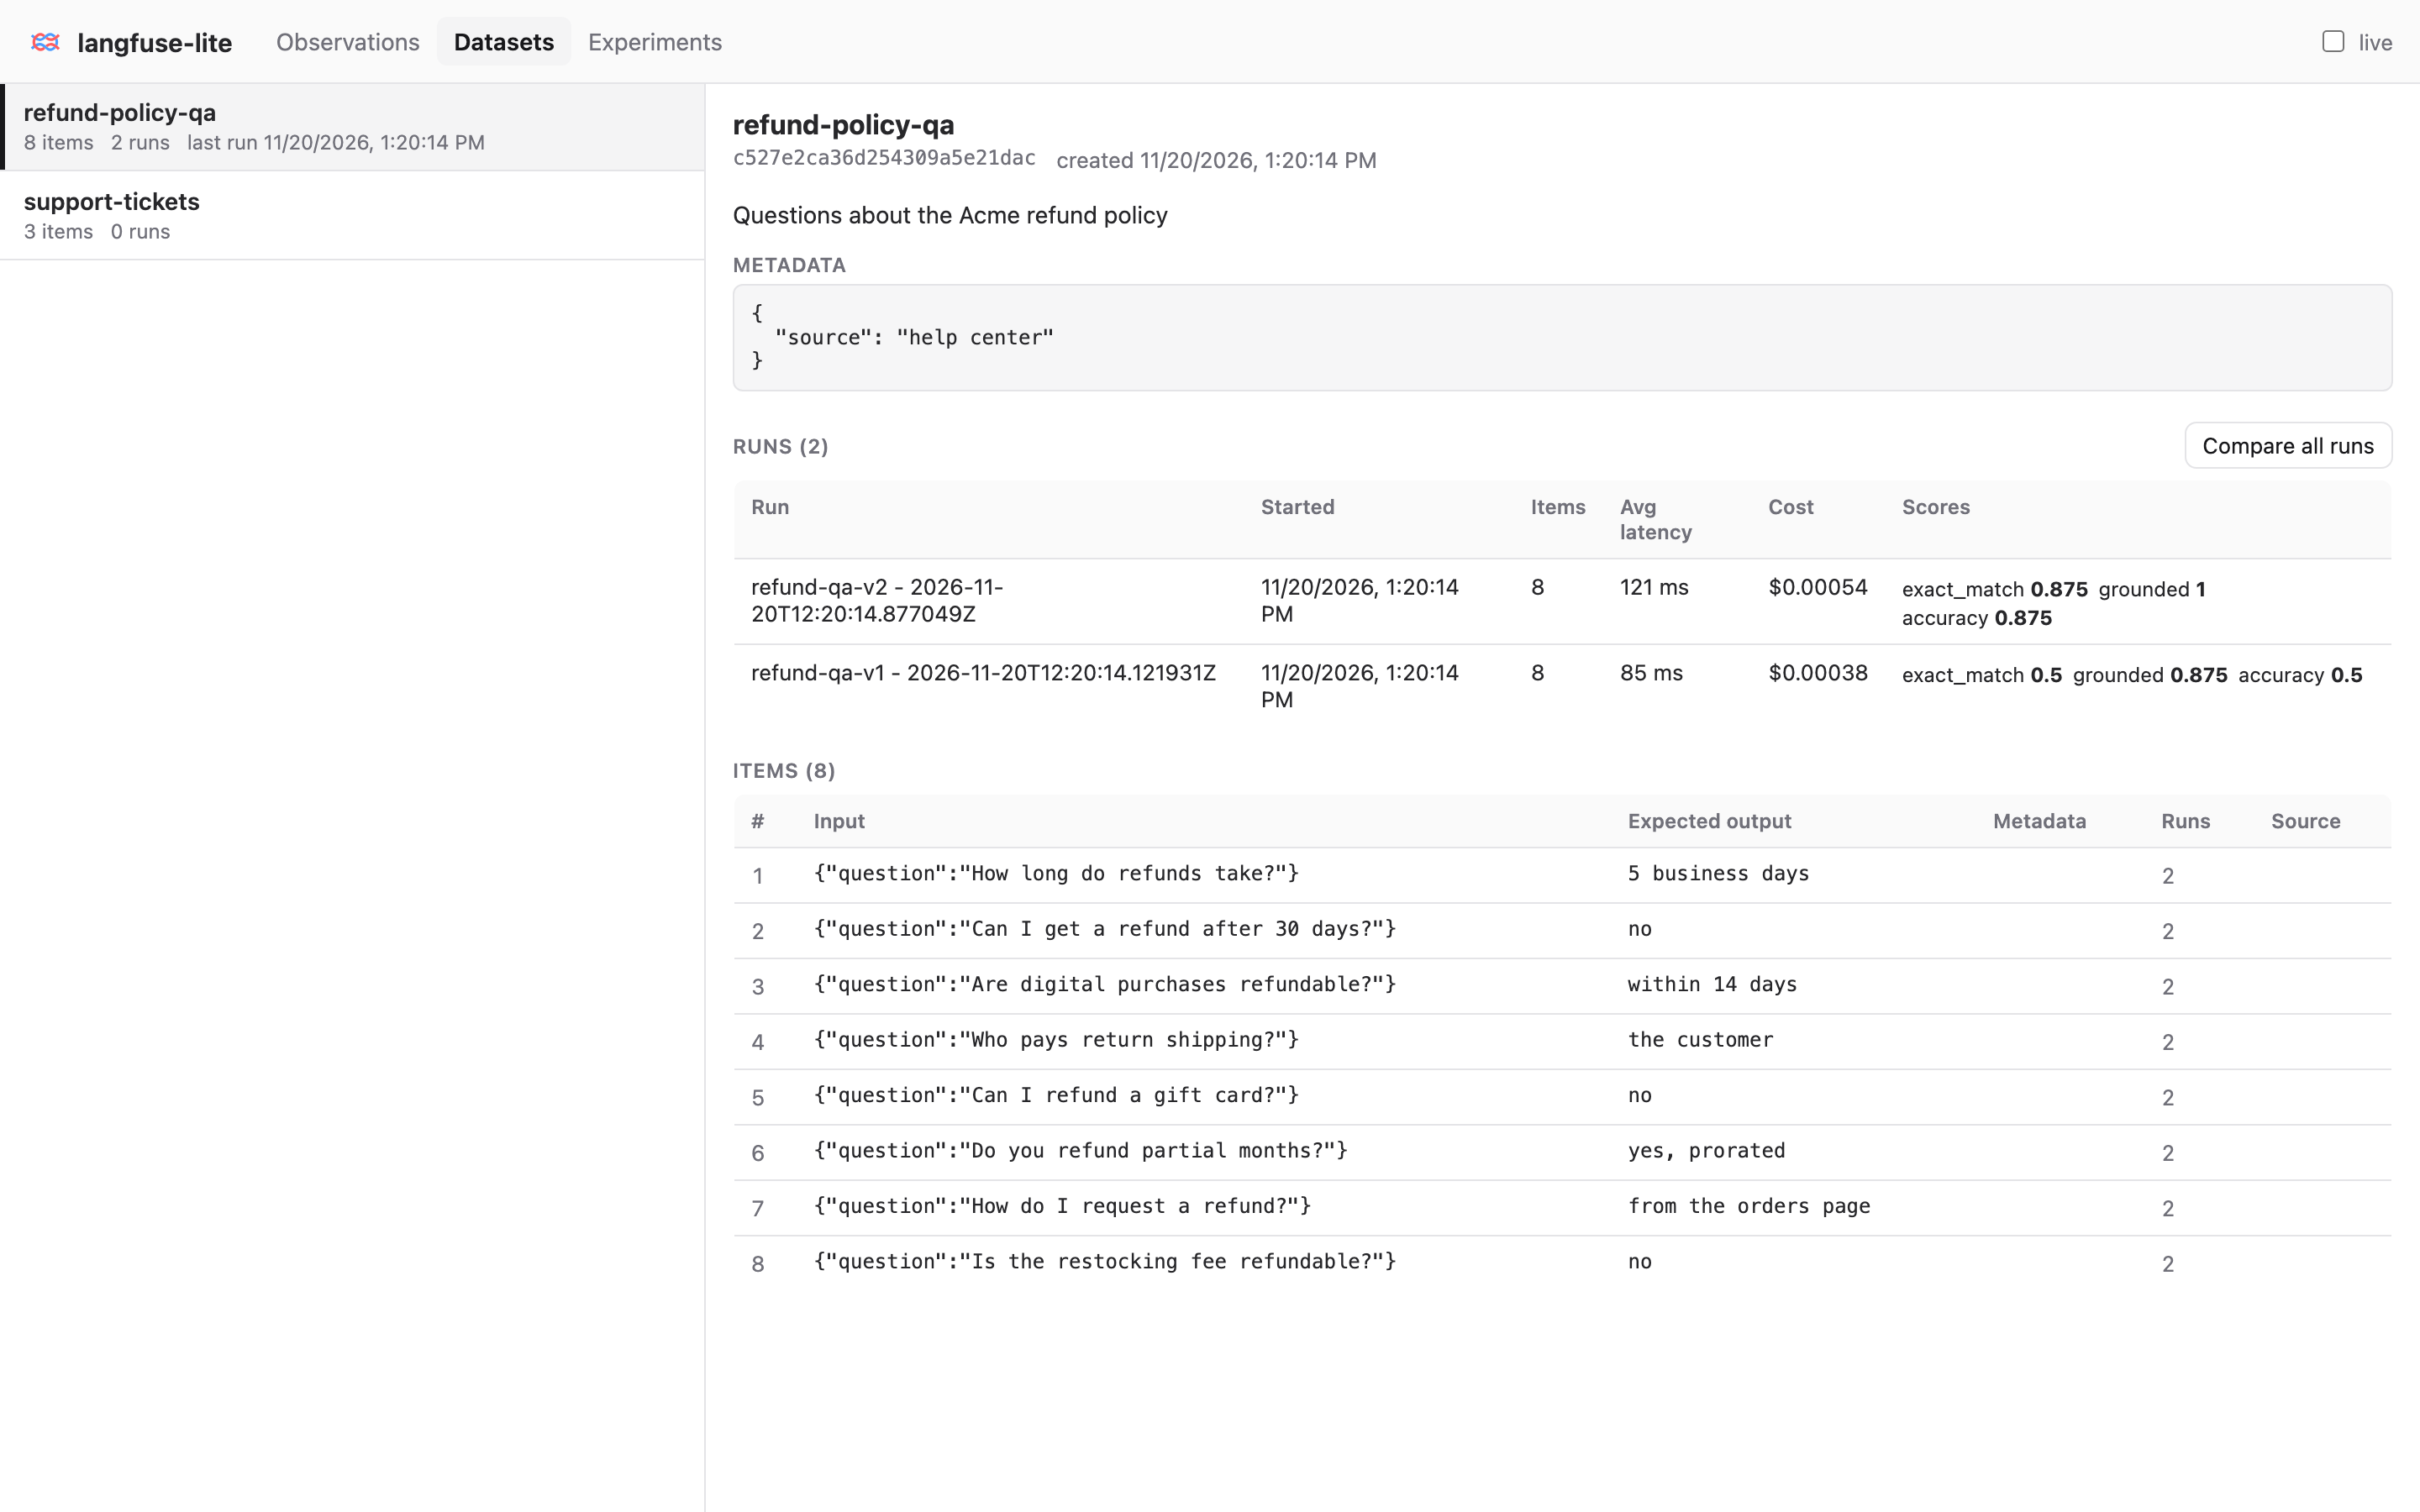 langfuse-lite Observations Datasets Experiments live
refund-policy-qa
8 items 2 runs last run 11/20/2026, 1:20:14 PM
support-tickets
3 items 0 runs
refund-policy-qa
c527e2ca36d254309a5e21dac created 11/20/2026, 1:20:14 PM
Questions about the Acme refund policy
METADATA
{
"source": "help center"
}
RUNS (2) Compare all runs
Run Started Items Avg latency Cost Scores
refund-qa-v2 - 2026-11-20T12:20:14.877049Z 11/20/2026, 1:20:14 PM 8 121 ms $0.00054 exact_match 0.875 grounded 1 accuracy 0.875
refund-qa-v1 - 2026-11-20T12:20:14.121931Z 11/20/2026, 1:20:14 PM 8 85 ms $0.00038 exact_match 0.5 grounded 0.875 accuracy 0.5
ITEMS (8)
# Input Expected output Metadata Runs Source
1 {"question":"How long do refunds take?"} 5 business days 2
2 {"question":"Can I get a refund after 30 days?"} no 2
3 {"question":"Are digital purchases refundable?"} within 14 days 2
4 {"question":"Who pays return shipping?"} the customer 2
5 {"question":"Can I refund a gift card?"} no 2
6 {"question":"Do you refund partial months?"} yes, prorated 2
7 {"question":"How do I request a refund?"} from the orders page 2
8 {"question":"Is the restocking fee refundable?"} no 2